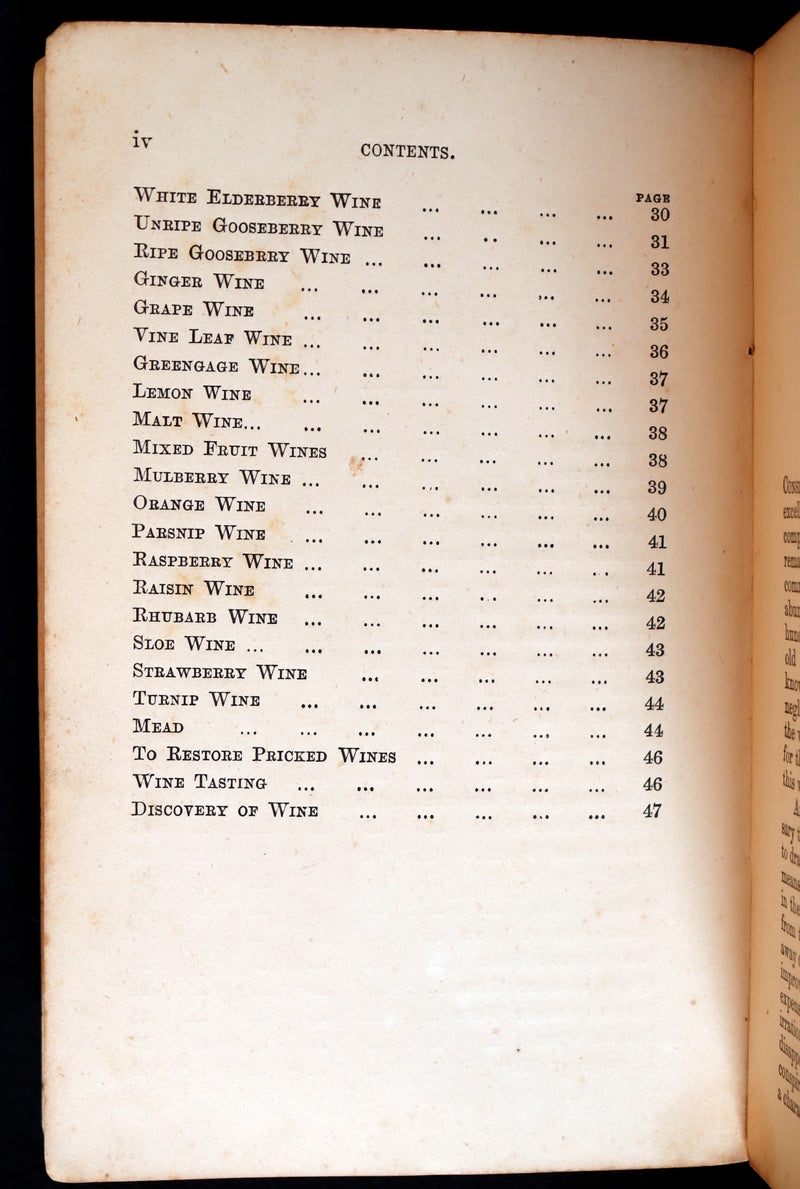 iv
CONTENTS.
PAGE
WHITE ELDERBERRY WINE ... ... ... ... 30
UNRIPE GOOSEBERRY WINE ... .. ... ... 31
RIPE GOOSEBRRY WINE ... ... ... ... ... 33
GINGER WINE ... ... ... ... ... ... 34
GRAPE WINE ... ... ... ... ... ... 35
VINE LEAF WINE ... ... ... ... ... ... 36
GREENGAGE WINE... ... ... ... ... ... 37
LEMON WINE ... ... ... ... ... ... 37
MALT WINE... ... ... ... ... ... ... 38
MIXED FRUIT WINES ... ... ... ... ... 38
MULBERRY WINE ... ... ... ... ... ... 39
ORANGE WINE ... ... ... ... ... ... 40
PARSNIP WINE ... ... ... ... ... ... 41
RASPBERRY WINE ... ... ... ... ... ... 41
RAISIN WINE ... ... ... ... ... ... 42
RHUBARB WINE ... ... ... ... ... ... 42
SLOE WINE ... ... ... ... ... ... ... 43
STRAWBERRY WINE ... ... ... ... ... 43
TURNIP WINE ... ... ... ... ... ... 44
MEAD ... ... ... ... ... ... ... 44
TO RESTORE PRICKED WINES ... ... ... ... 46
WINE TASTING ... ... ... ... ... ... 46
DISCOVERY OF WINE ... ... ... ... ... 47
old